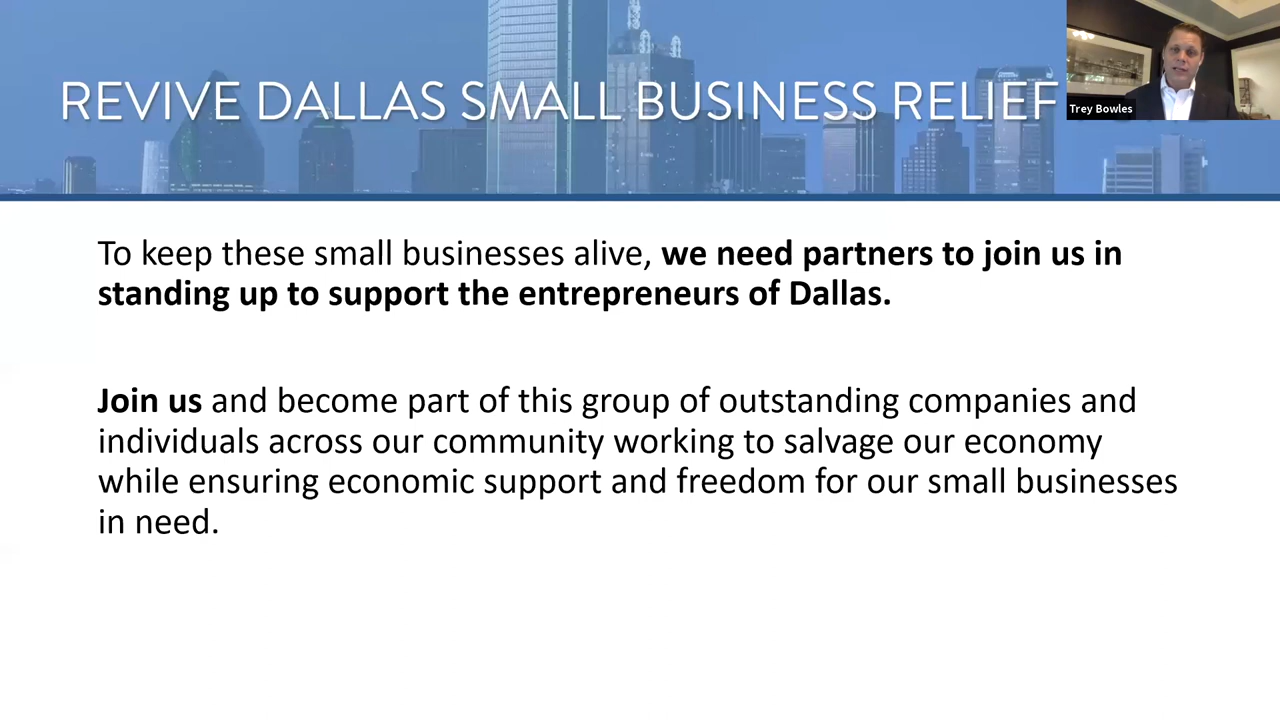 REVIVE DALLAS SMALL BUSINESS RELIEF
Trey Bowles
To keep these small businesses alive, we need partners to join us in
standing up to support the entrepreneurs of Dallas.
Join us and become part of this group of outstanding companies and
individuals across our community working to salvage our economy
while ensuring economic support and freedom for our small businesses
in need.